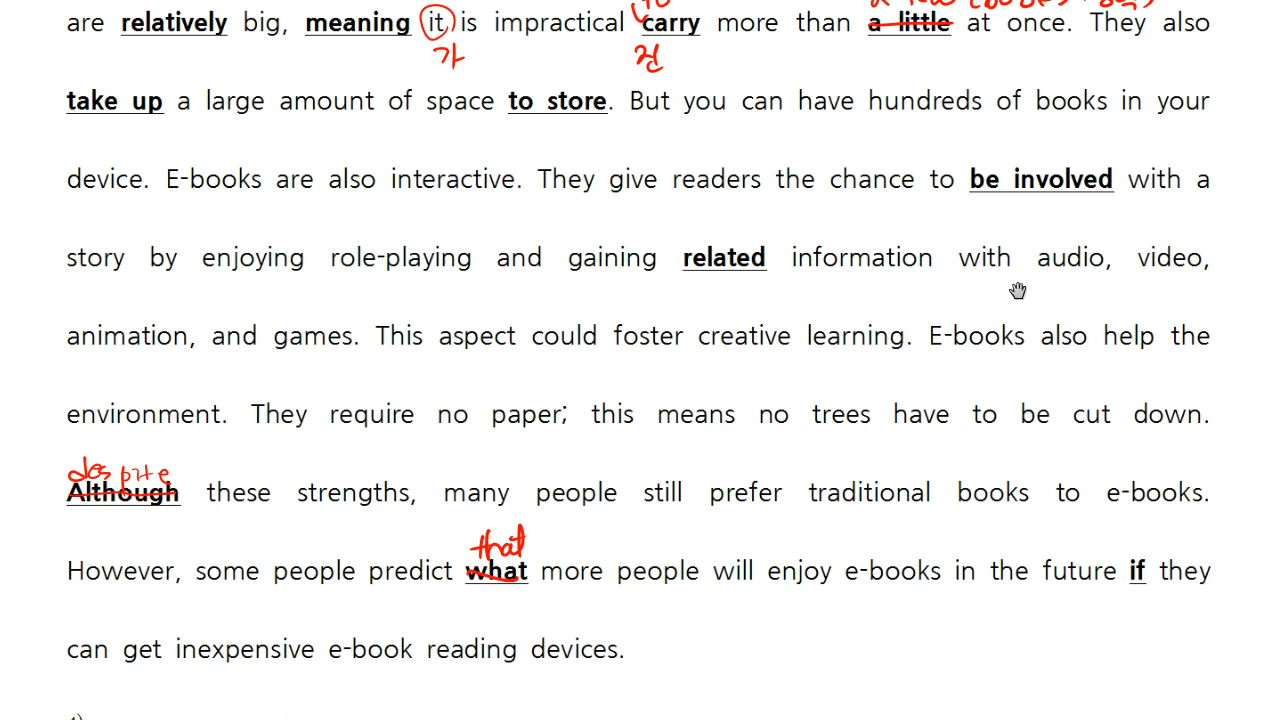 to
are relatively big, meaning it, is impractical carry more than a little at once. They also
가 진
take up a large amount of space to store. But you can have hundreds of books in your
device. E-books are also interactive. They give readers the chance to be involved with a
story by enjoying role-playing and gaining related information with audio, video,
animation, and games. This aspect could foster creative learning. E-books also help the
environment. They require no paper; this means no trees have to be cut down.
despite
Although these strengths, many people still prefer traditional books to e-books.
that
However, some people predict what more people will enjoy e-books in the future if they
can get inexpensive e-book reading devices.